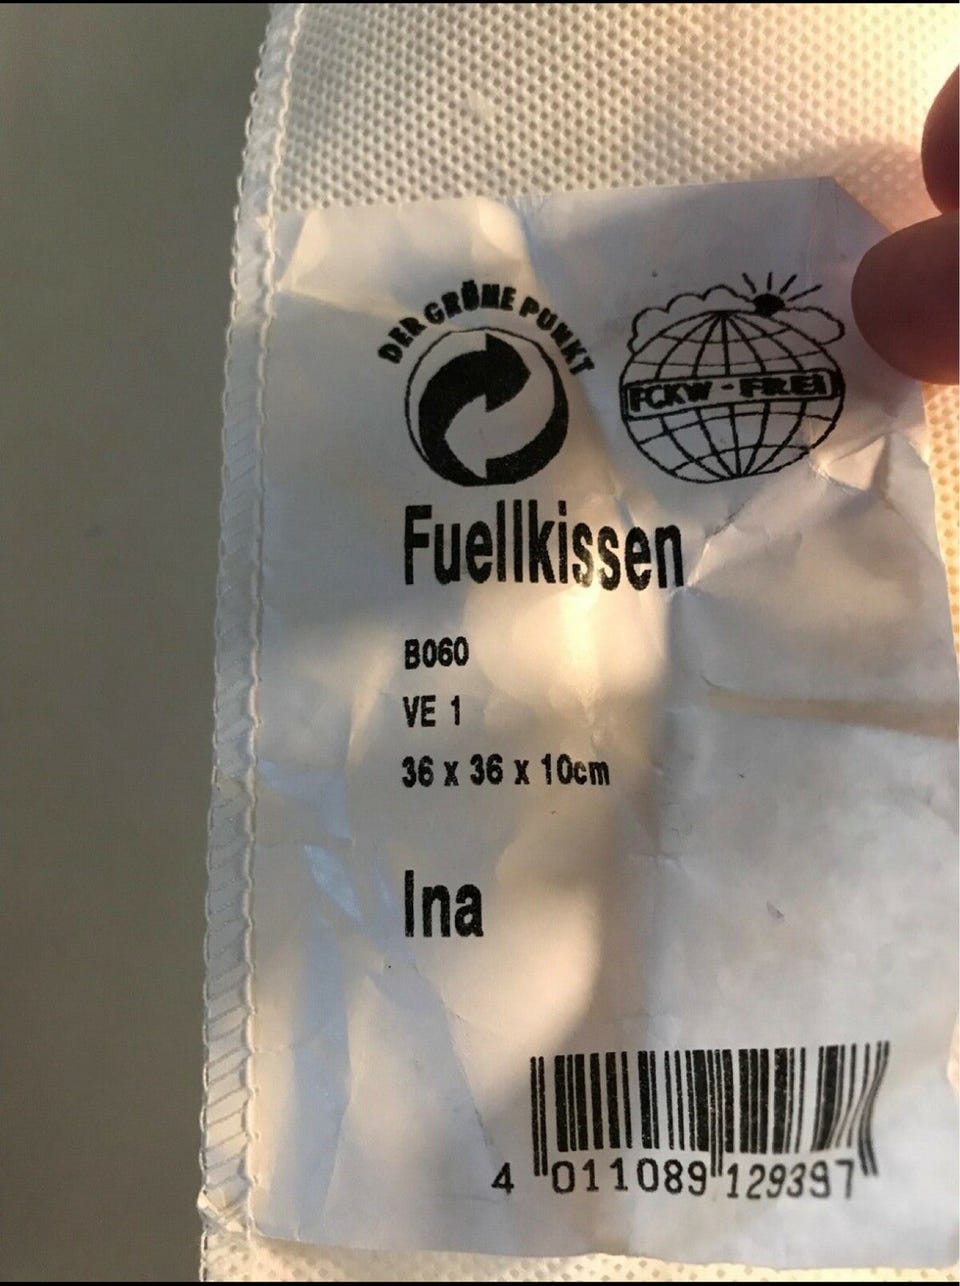 DER GRÜNE PUNKT
FCKW - FREI
Fuellkissen
B060
VE 1
36 x 36 x 10cm
Ina
4 011089 129397